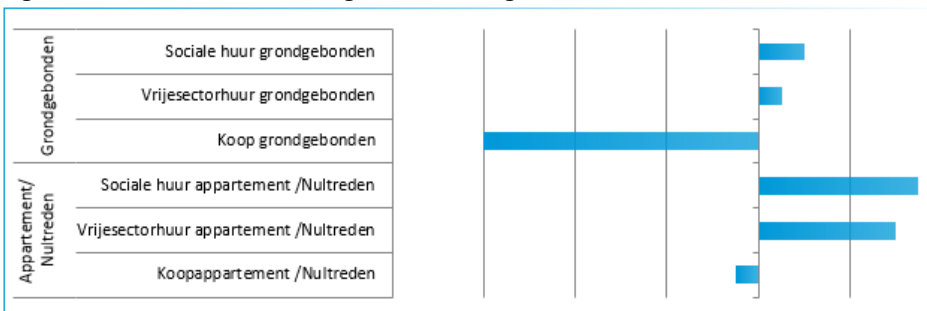 Grondgebonden
Sociale huur grondgebonden
Vrijesectorhuur grondgebonden
Koop grondgebonden
Appartement/
Nultreden
Sociale huur appartement /Nultreden
Vrijesectorhuur appartement /Nultreden
Koopappartement /Nultreden